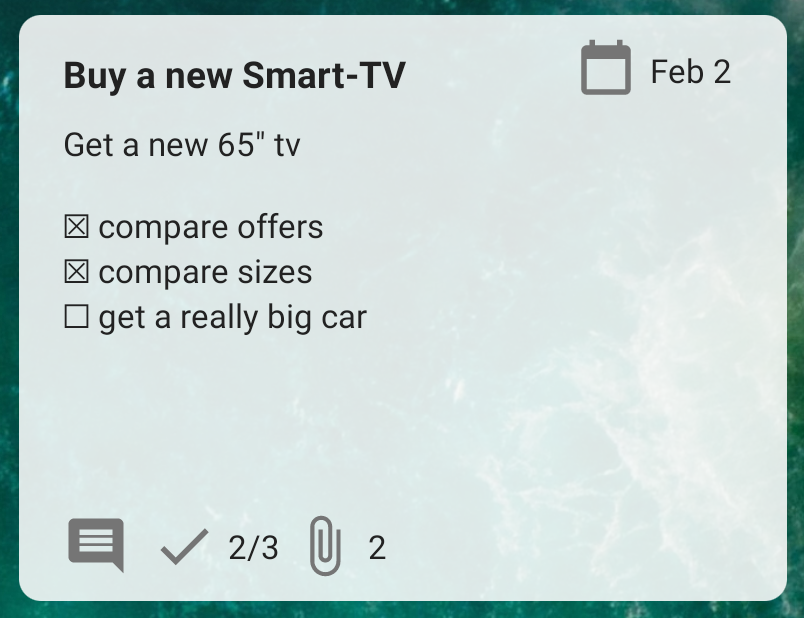 Buy a new Smart-TV
Feb 2
Get a new 65" tv
☒ compare offers
☒ compare sizes
☐ get a really big car
2/3 2